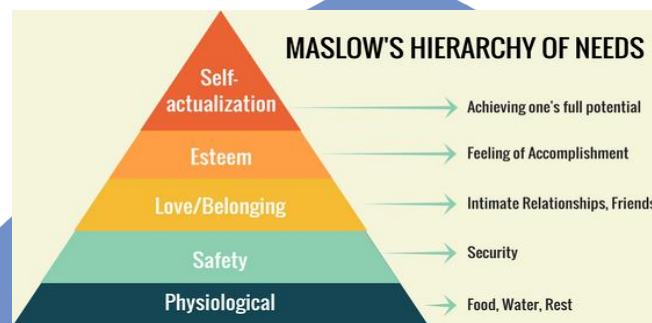 MASLOW'S HIERARCHY OF NEEDS
Self-
actualization
Achieving one's full potential
Esteem
Feeling of Accomplishment
Love/Belonging
Intimate Relationships, Friends
Safety
Security
Physiological
Food, Water, Rest